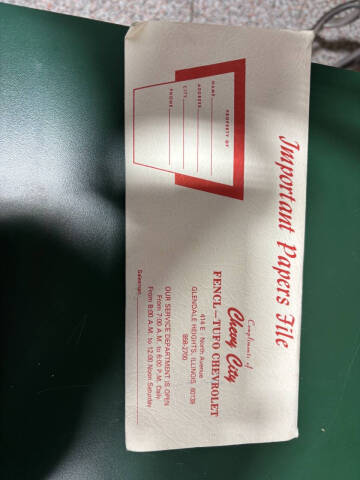 Important Papers File
PROPERTY OF
NAME
ADDRESS
CITY
PHONE
Compliments of
Chevy City
FENCL—TUFO CHEVROLET
414 E. North Avenue
GLENDALE HEIGHTS, ILLINOIS 60139
858-2700
OUR SERVICE DEPARTMENT IS OPEN
From 7:00 A.M. to 6:00 P.M. Daily
From 8:00 A.M. to 12:00 Noon Saturday
Salesman